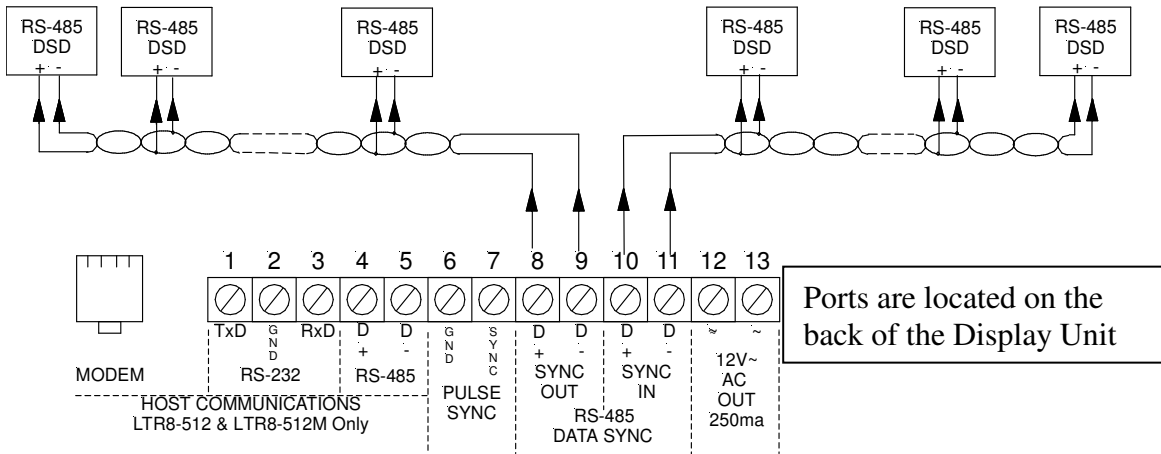 RS-485 RS-485 RS-485 RS-485 RS-485 RS-485
DSD DSD DSD DSD DSD DSD
+ - + - + - + - + - + -
1 2 3 4 5 6 7 8 9 10 11 12 13
TxD GND RxD D D GND SYNC D D D D ~ ~
+ - + - + -
MODEM RS-232 RS-485 PULSE SYNC SYNC 12V~
SYNC OUT IN AC
HOST COMMUNICATIONS RS-485 OUT
LTR8-512 & LTR8-512M Only DATA SYNC 250ma
Ports are located on the
back of the Display Unit